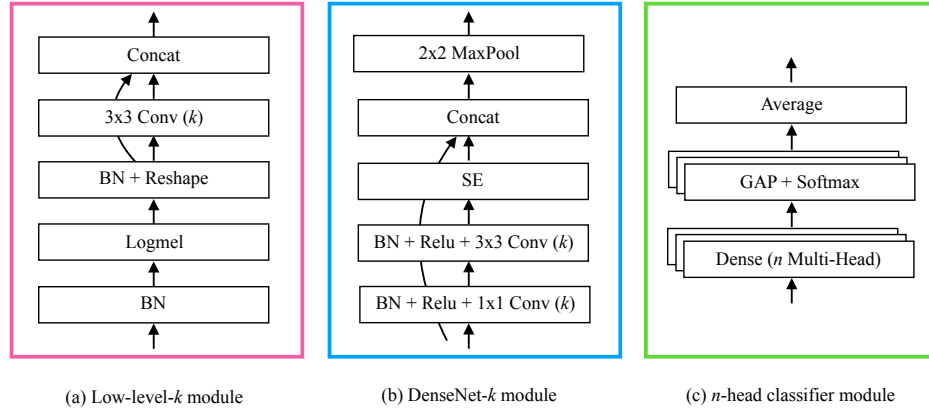 Concat
3x3 Conv (k)
BN + Reshape
Logmel
BN
(a) Low-level-k module
2x2 MaxPool
Concat
SE
BN + Relu + 3x3 Conv (k)
BN + Relu + 1x1 Conv (k)
(b) DenseNet-k module
Average
GAP + Softmax
Dense (n Multi-Head)
(c) n-head classifier module